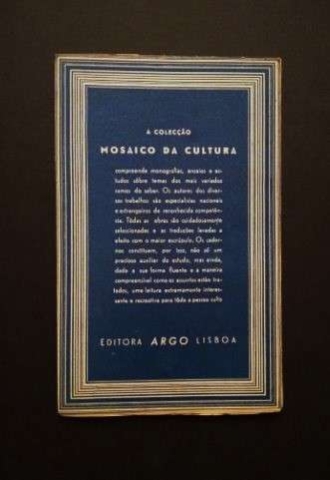 A COLECÇÃO
MOSAICO DA CULTURA
compreende monografias, ensaios e es-
tudos sôbre temas dos mais variados
ramos do saber. Os autores dos diver-
sos trabalhos são especialistas nacionais
e estrangeiros de reconhecida competên-
cia. Tôdas as obras são cuidadosamente
seleccionadas e as traduções levadas a
efeito com o maior escrúpulo. Os cader-
nos constituem, por isso, não só um
precioso auxiliar do estudo, mas ainda,
dada a sua forma fluente e a maneira
compreensível como os assuntos estão tra-
tados, uma leitura extremamente interes-
sante e recreativa para tôda a pessoa culta
EDITORA ARGO LISBOA